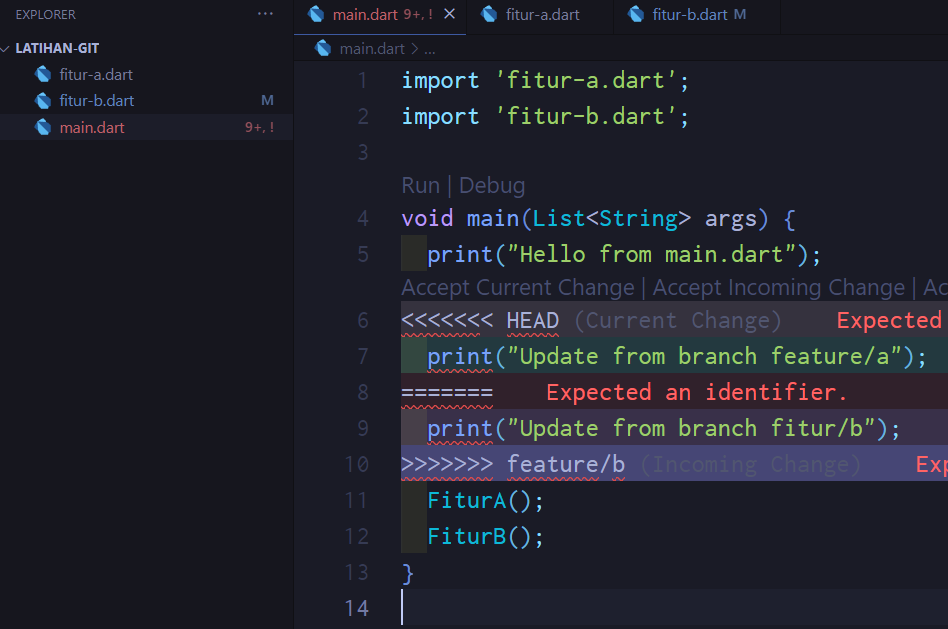 EXPLORER ...
LATIHAN-GIT
fitur-a.dart
fitur-b.dart M
main.dart 9+, !
main.dart 9+, ! × fitur-a.dart fitur-b.dart M
main.dart > ...
1 import 'fitur-a.dart';
2 import 'fitur-b.dart';
3
Run | Debug
4 void main(List<String> args) {
5 print("Hello from main.dart");
Accept Current Change | Accept Incoming Change | Ac
6 <<<<<<< HEAD (Current Change) Expected
7 print("Update from branch feature/a");
8 ======= Expected an identifier.
9 print("Update from branch fitur/b");
10 >>>>>>> feature/b (Incoming Change) Exp
11 FiturA();
12 FiturB();
13 }
14